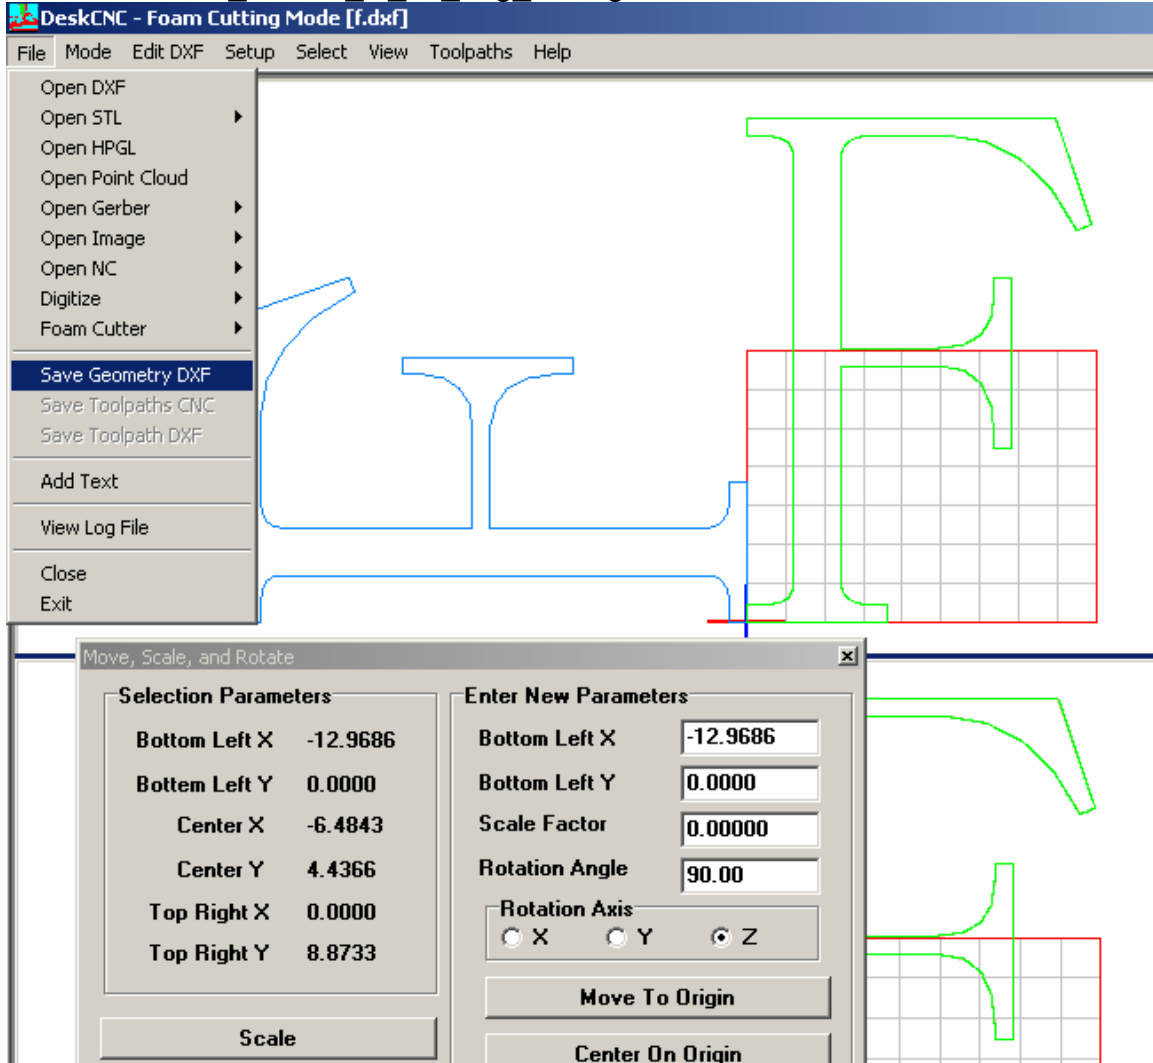 DeskCNC - Foam Cutting Mode [f.dxf]
File Mode Edit DXF Setup Select View Toolpaths Help
Open DXF
Open STL
Open HPGL
Open Point Cloud
Open Gerber
Open Image
Open NC
Digitize
Foam Cutter
Save Geometry DXF
Save Toolpaths CNC
Save Toolpath DXF
Add Text
View Log File
Close
Exit
Move, Scale, and Rotate
Selection Parameters
Bottom Left X -12.9686
Bottem Left Y 0.0000
Center X -6.4843
Center Y 4.4366
Top Right X 0.0000
Top Right Y 8.8733
Scale
Enter New Parameters
Bottom Left X -12.9686
Bottom Left Y 0.0000
Scale Factor 0.00000
Rotation Angle 90.00
Rotation Axis
X Y Z
Move To Origin
Center On Origin